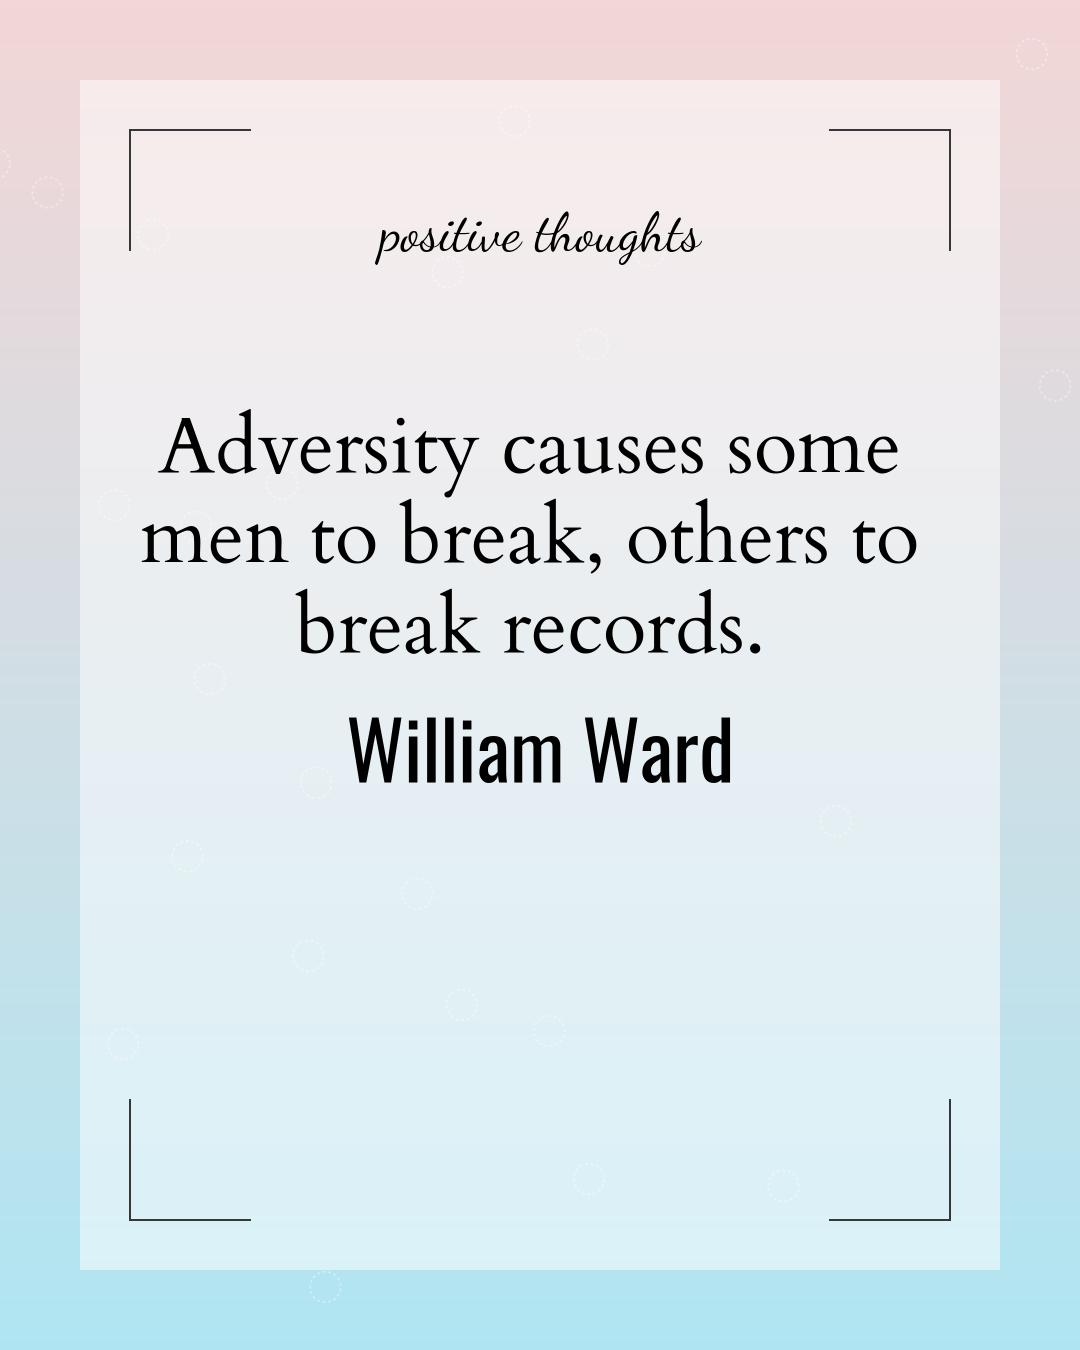 positive thoughts
Adversity causes some
men to break, others to
break records.
William Ward